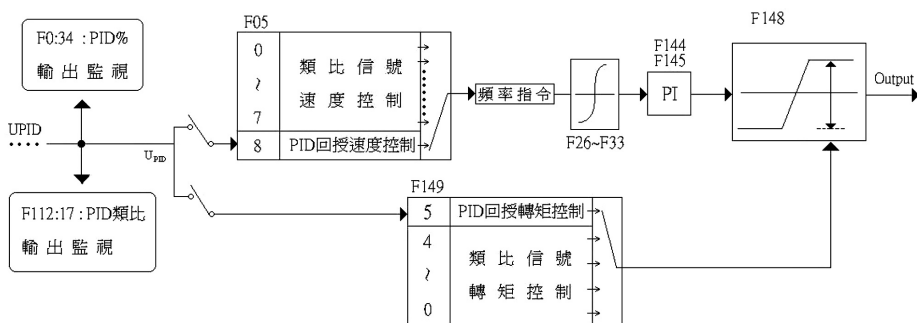 F0:34 : PID%
輸出監視
UPID
U_PID
F112:17 : PID類比
輸出監視
F05
0
~
7
類比信號
速度控制
8
PID回授速度控制
頻率指令
F26~F33
F144
F145
PI
F148
Output
F149
5
PID回授轉矩控制
4
~
0
類比信號
轉矩控制